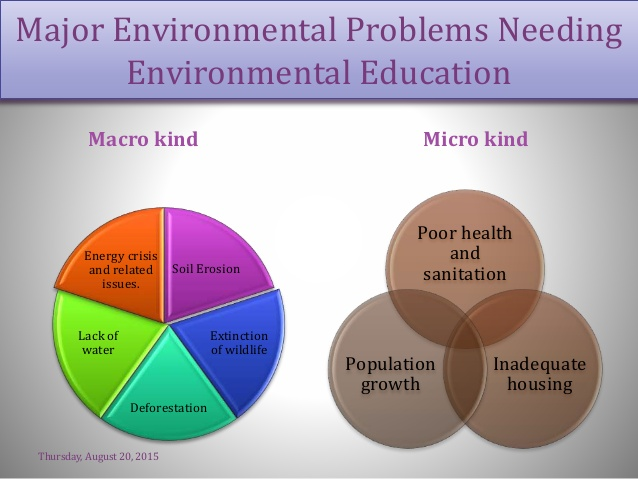 Major Environmental Problems Needing
Environmental Education
Macro kind
Micro kind
Energy crisis
and related
issues.
Soil Erosion
Lack of
water
Extinction
of wildlife
Deforestation
Poor health
and
sanitation
Population
growth
Inadequate
housing
Thursday, August 20, 2015